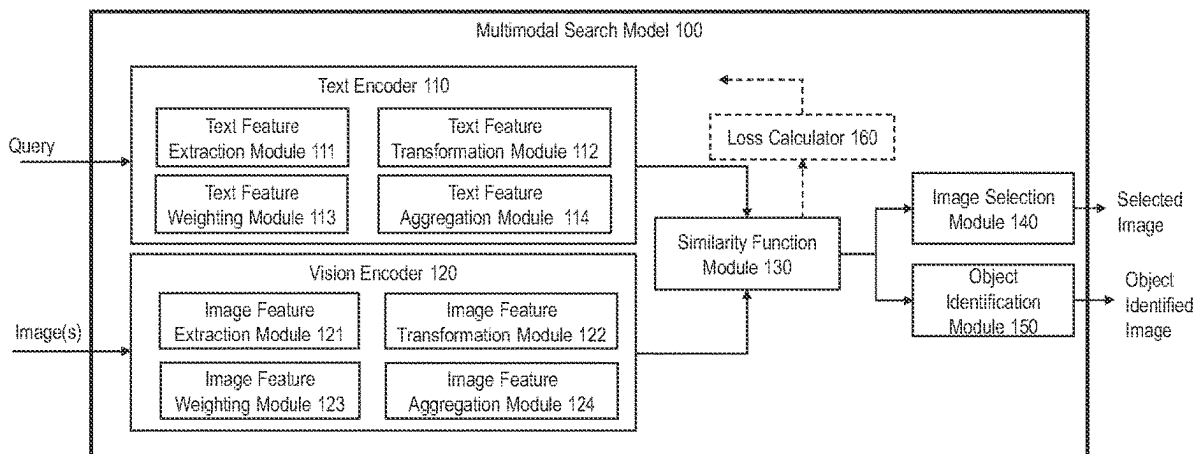 Multimodal Search Model 100
Text Encoder 110
Text Feature
Extraction Module 111
Text Feature
Transformation Module 112
Text Feature
Weighting Module 113
Text Feature
Aggregation Module 114
Query
Loss Calculator 160
Vision Encoder 120
Image Feature
Extraction Module 121
Image Feature
Transformation Module 122
Image Feature
Weighting Module 123
Image Feature
Aggregation Module 124
Image(s)
Similarity Function
Module 130
Image Selection
Module 140
Selected
Image
Object
Identification
Module 150
Object
Identified
Image